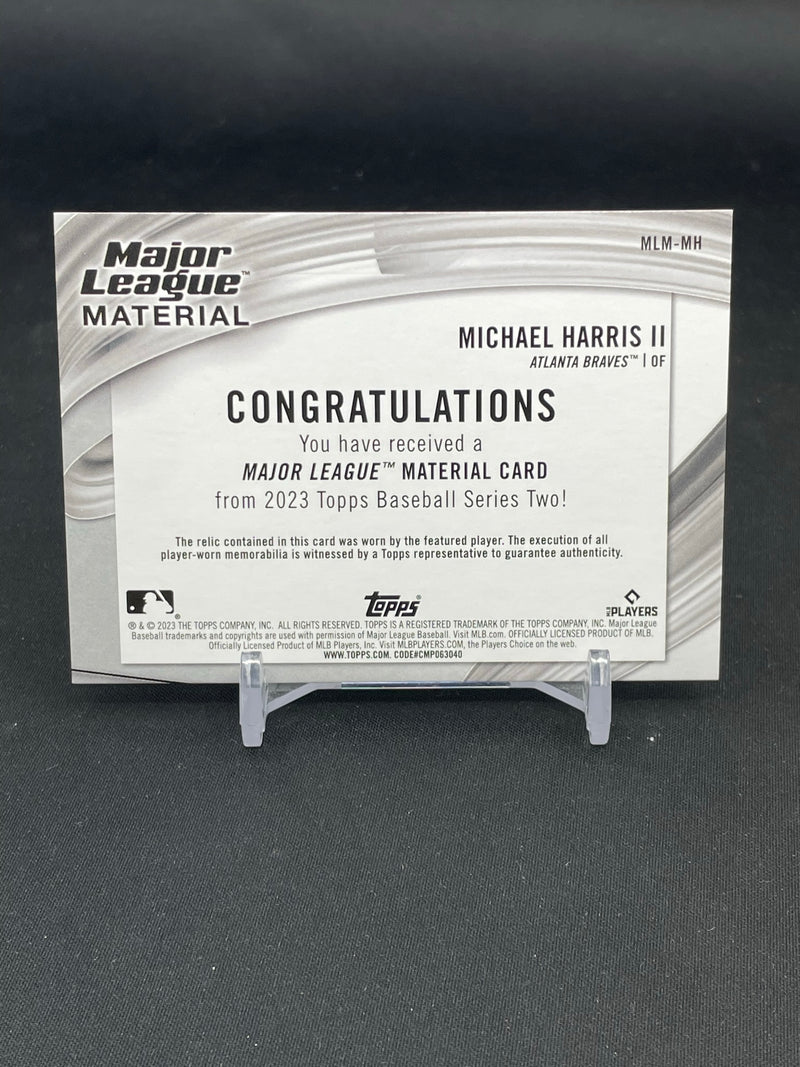 Major
League™
MATERIAL
MLM-MH
MICHAEL HARRIS II
ATLANTA BRAVES™ | OF
CONGRATULATIONS
You have received a
MAJOR LEAGUE™ MATERIAL CARD
from 2023 Topps Baseball Series Two!
The relic contained in this card was worn by the featured player. The execution of all
player-worn memorabilia is witnessed by a Topps representative to guarantee authenticity.
®
TOPPS®
MLB PLAYERS
® & © 2023 THE TOPPS COMPANY, INC. ALL RIGHTS RESERVED. TOPPS IS A REGISTERED TRADEMARK OF THE TOPPS COMPANY, INC. Major League
Baseball trademarks and copyrights are used with permission of Major League Baseball. Visit MLB.com. OFFICIALLY LICENSED PRODUCT OF MLB.
Officially Licensed Product of MLB Players, Inc. Visit MLBPLAYERS.COM, the Players Choice on the web.
WWW.TOPPS.COM. CODE#CMP063040